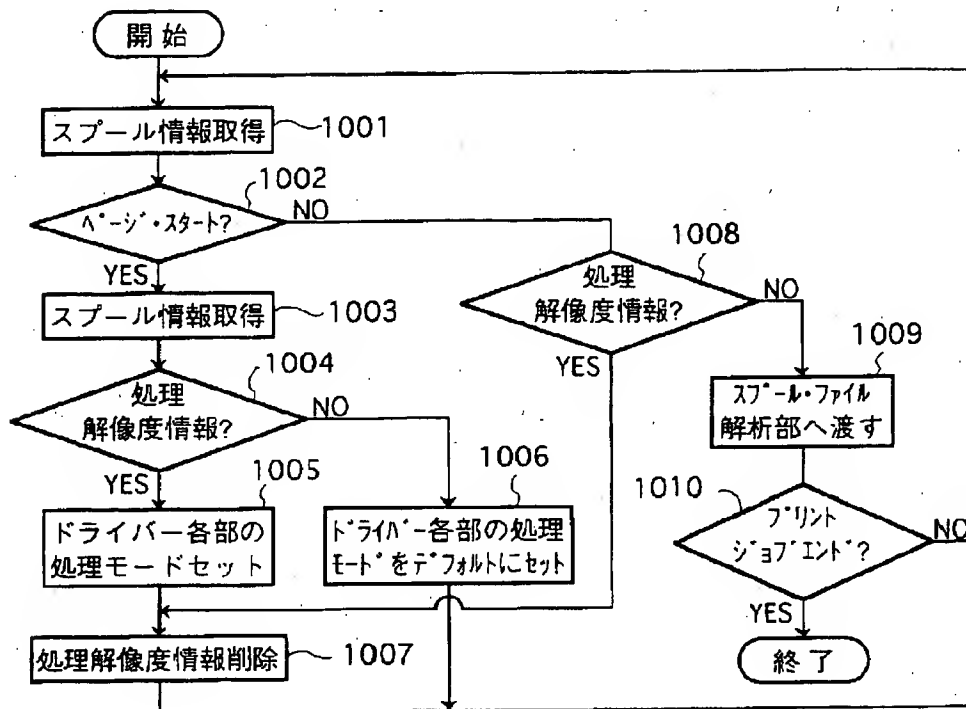 開始
スプール情報取得
1001
ページ・スタート?
1002
NO
YES
スプール情報取得
1003
処理
解像度情報?
1004
NO
YES
ドライバー各部の
処理モードセット
1005
ドライバー各部の処理
モードをデフォルトにセット
1006
処理解像度情報削除
1007
処理
解像度情報?
1008
NO
YES
スプール・ファイル
解析部へ渡す
1009
プリント
ジョブエンド?
1010
NO
YES
終了